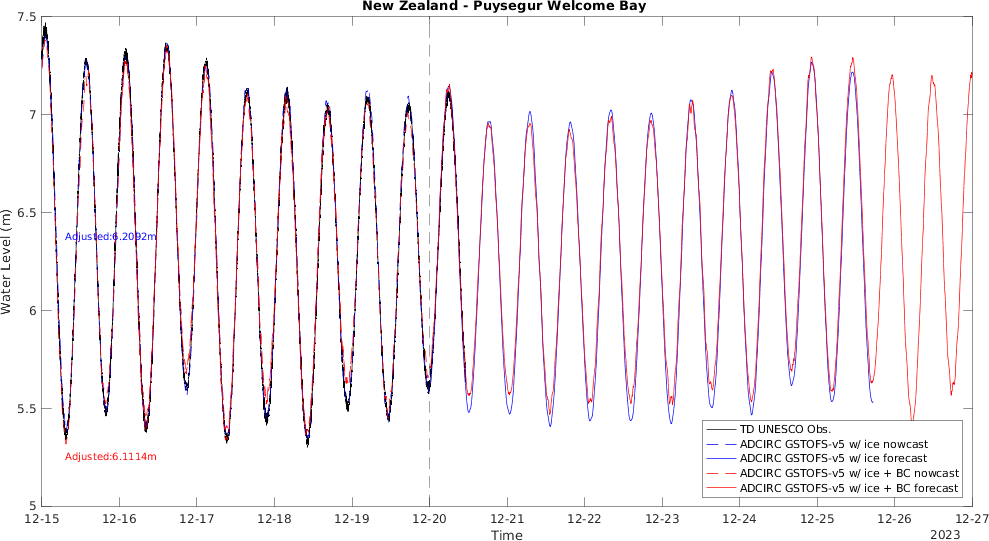 New Zealand - Puysegur Welcome Bay
7.5
7
6.5
6
5.5
5
Water Level (m)
Adjusted:6.2092m
Adjusted:6.1114m
TD UNESCO Obs.
ADCIRC GSTOFS-v5 w/ ice nowcast
ADCIRC GSTOFS-v5 w/ ice forecast
ADCIRC GSTOFS-v5 w/ ice + BC nowcast
ADCIRC GSTOFS-v5 w/ ice + BC forecast
12-15 12-16 12-17 12-18 12-19 12-20 12-21 12-22 12-23 12-24 12-25 12-26 12-27
Time
2023